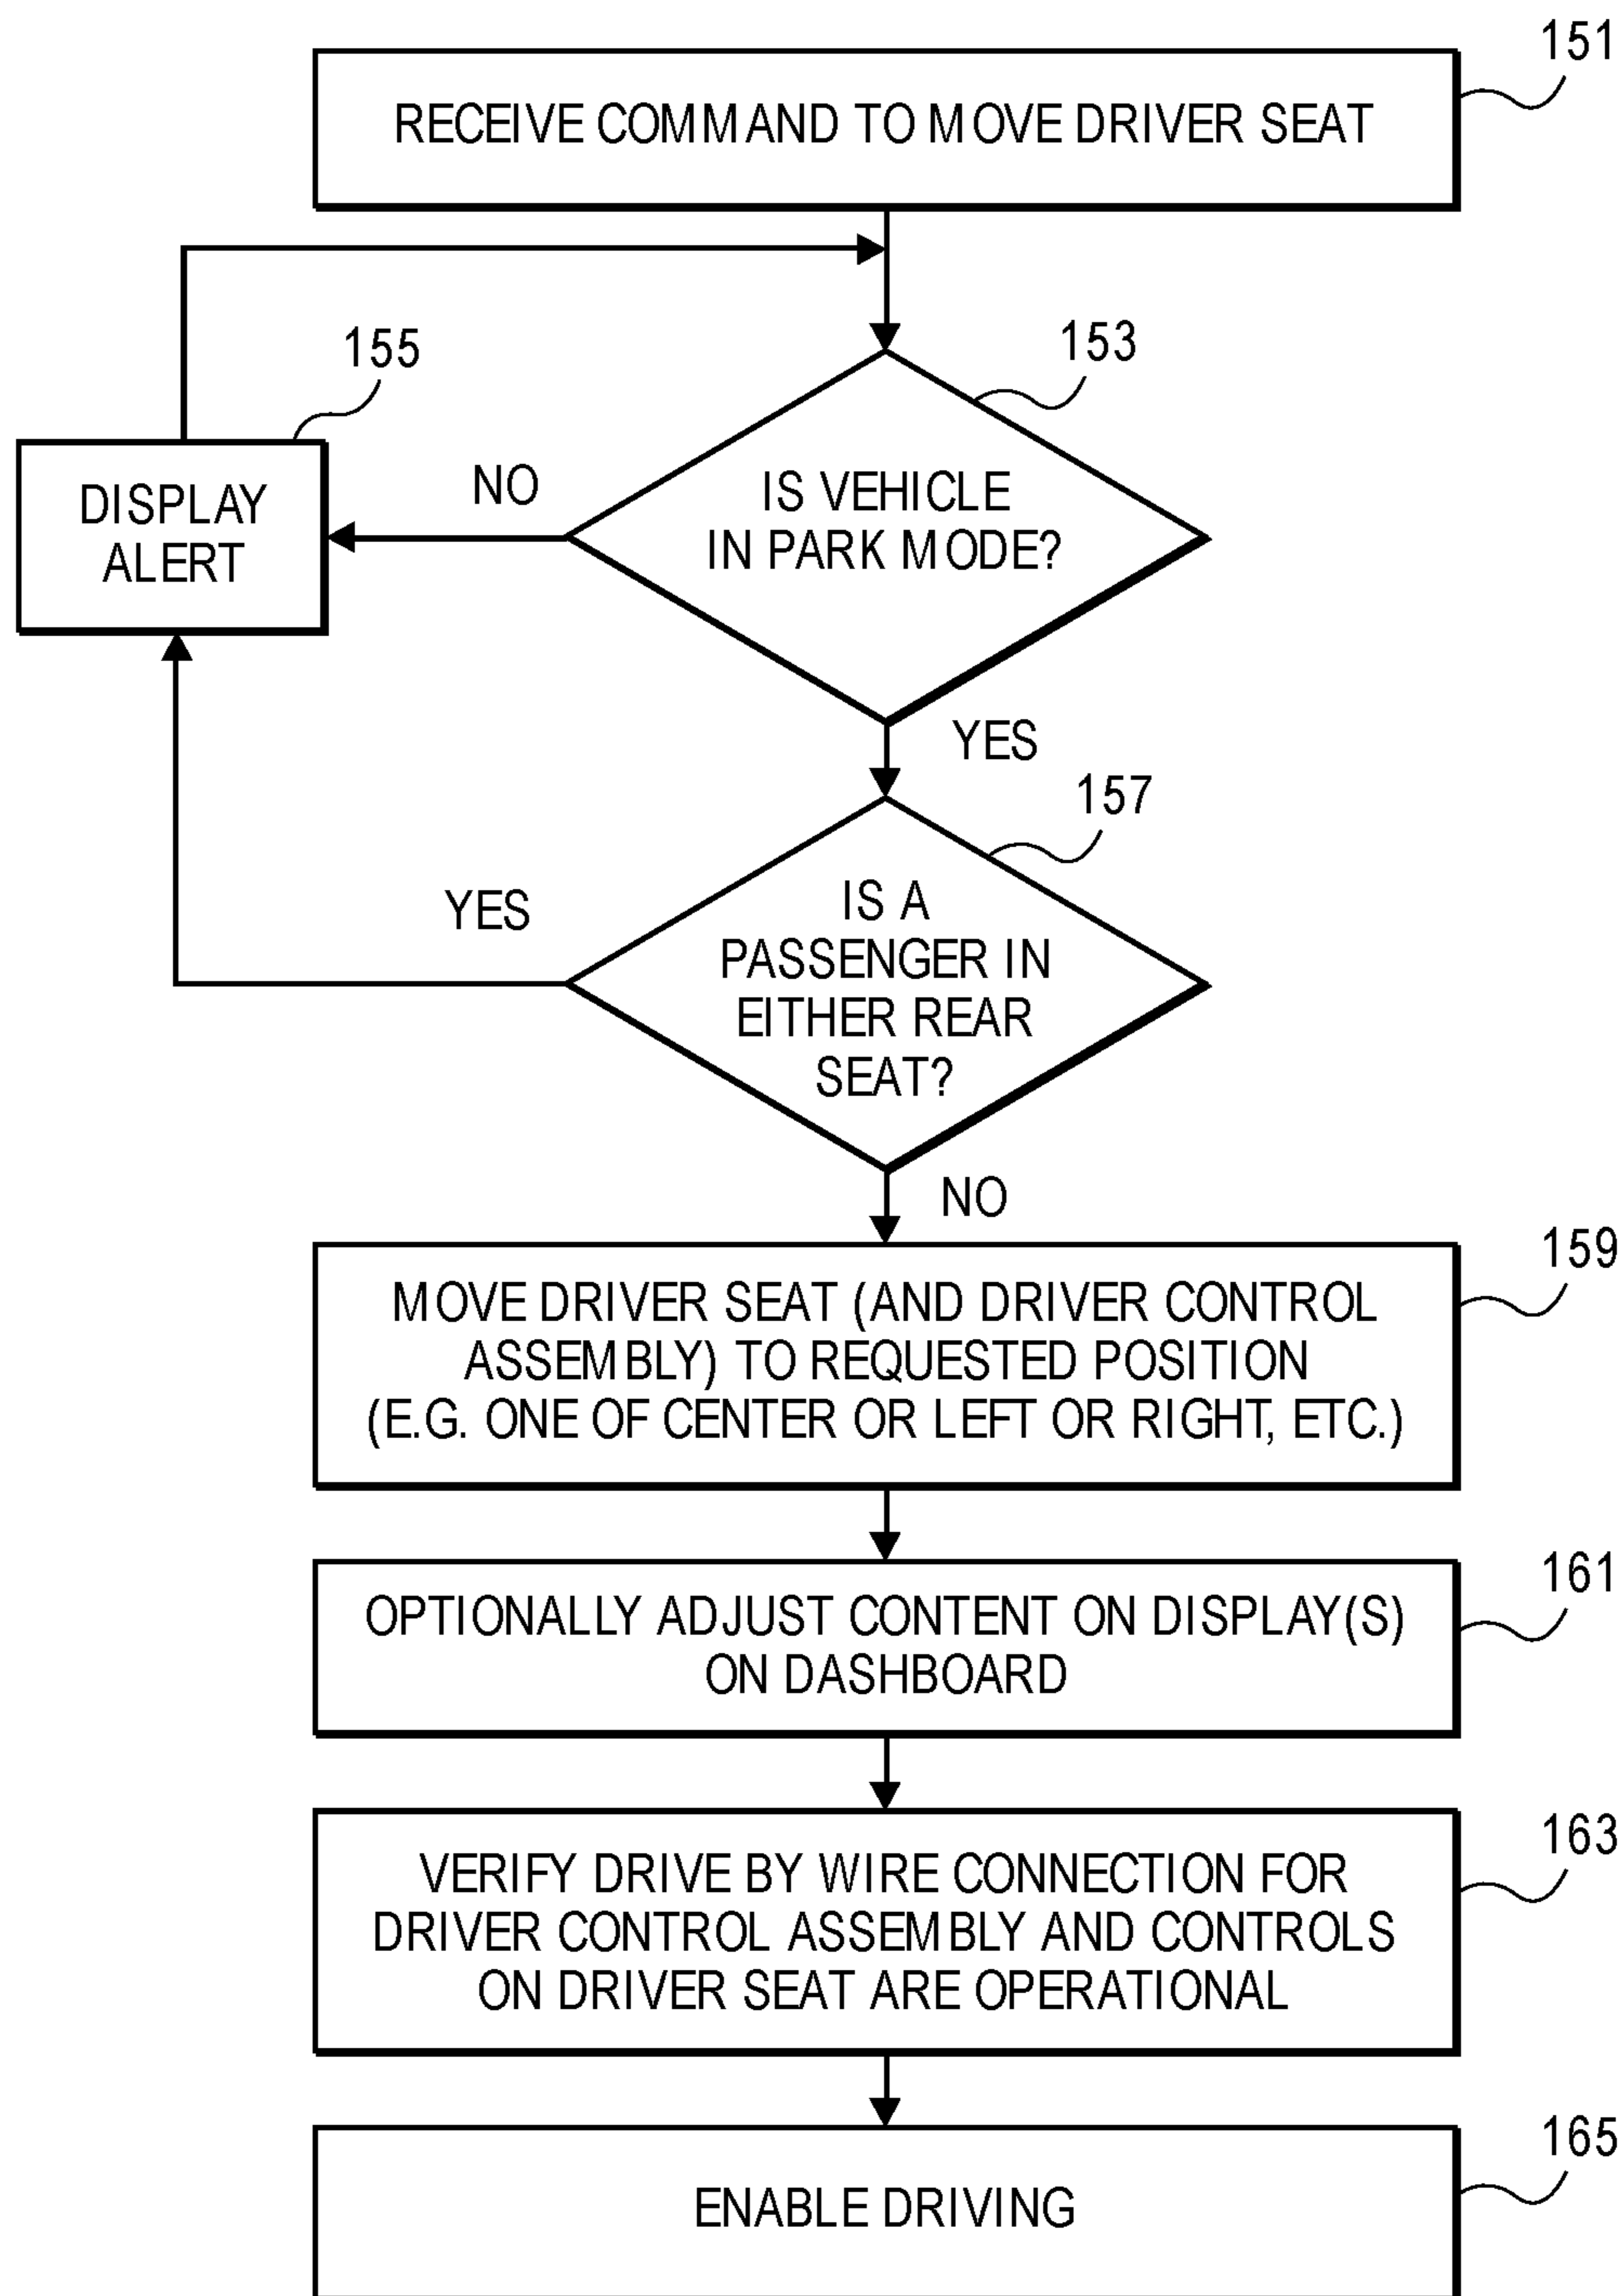 151
RECEIVE COMMAND TO MOVE DRIVER SEAT
155
153
DISPLAY
ALERT
NO
IS VEHICLE
IN PARK MODE?
YES
157
YES
IS A
PASSENGER IN
EITHER REAR
SEAT?
NO
159
MOVE DRIVER SEAT (AND DRIVER CONTROL
ASSEMBLY) TO REQUESTED POSITION
(E.G. ONE OF CENTER OR LEFT OR RIGHT, ETC.)
161
OPTIONALLY ADJUST CONTENT ON DISPLAY(S)
ON DASHBOARD
163
VERIFY DRIVE BY WIRE CONNECTION FOR
DRIVER CONTROL ASSEMBLY AND CONTROLS
ON DRIVER SEAT ARE OPERATIONAL
165
ENABLE DRIVING